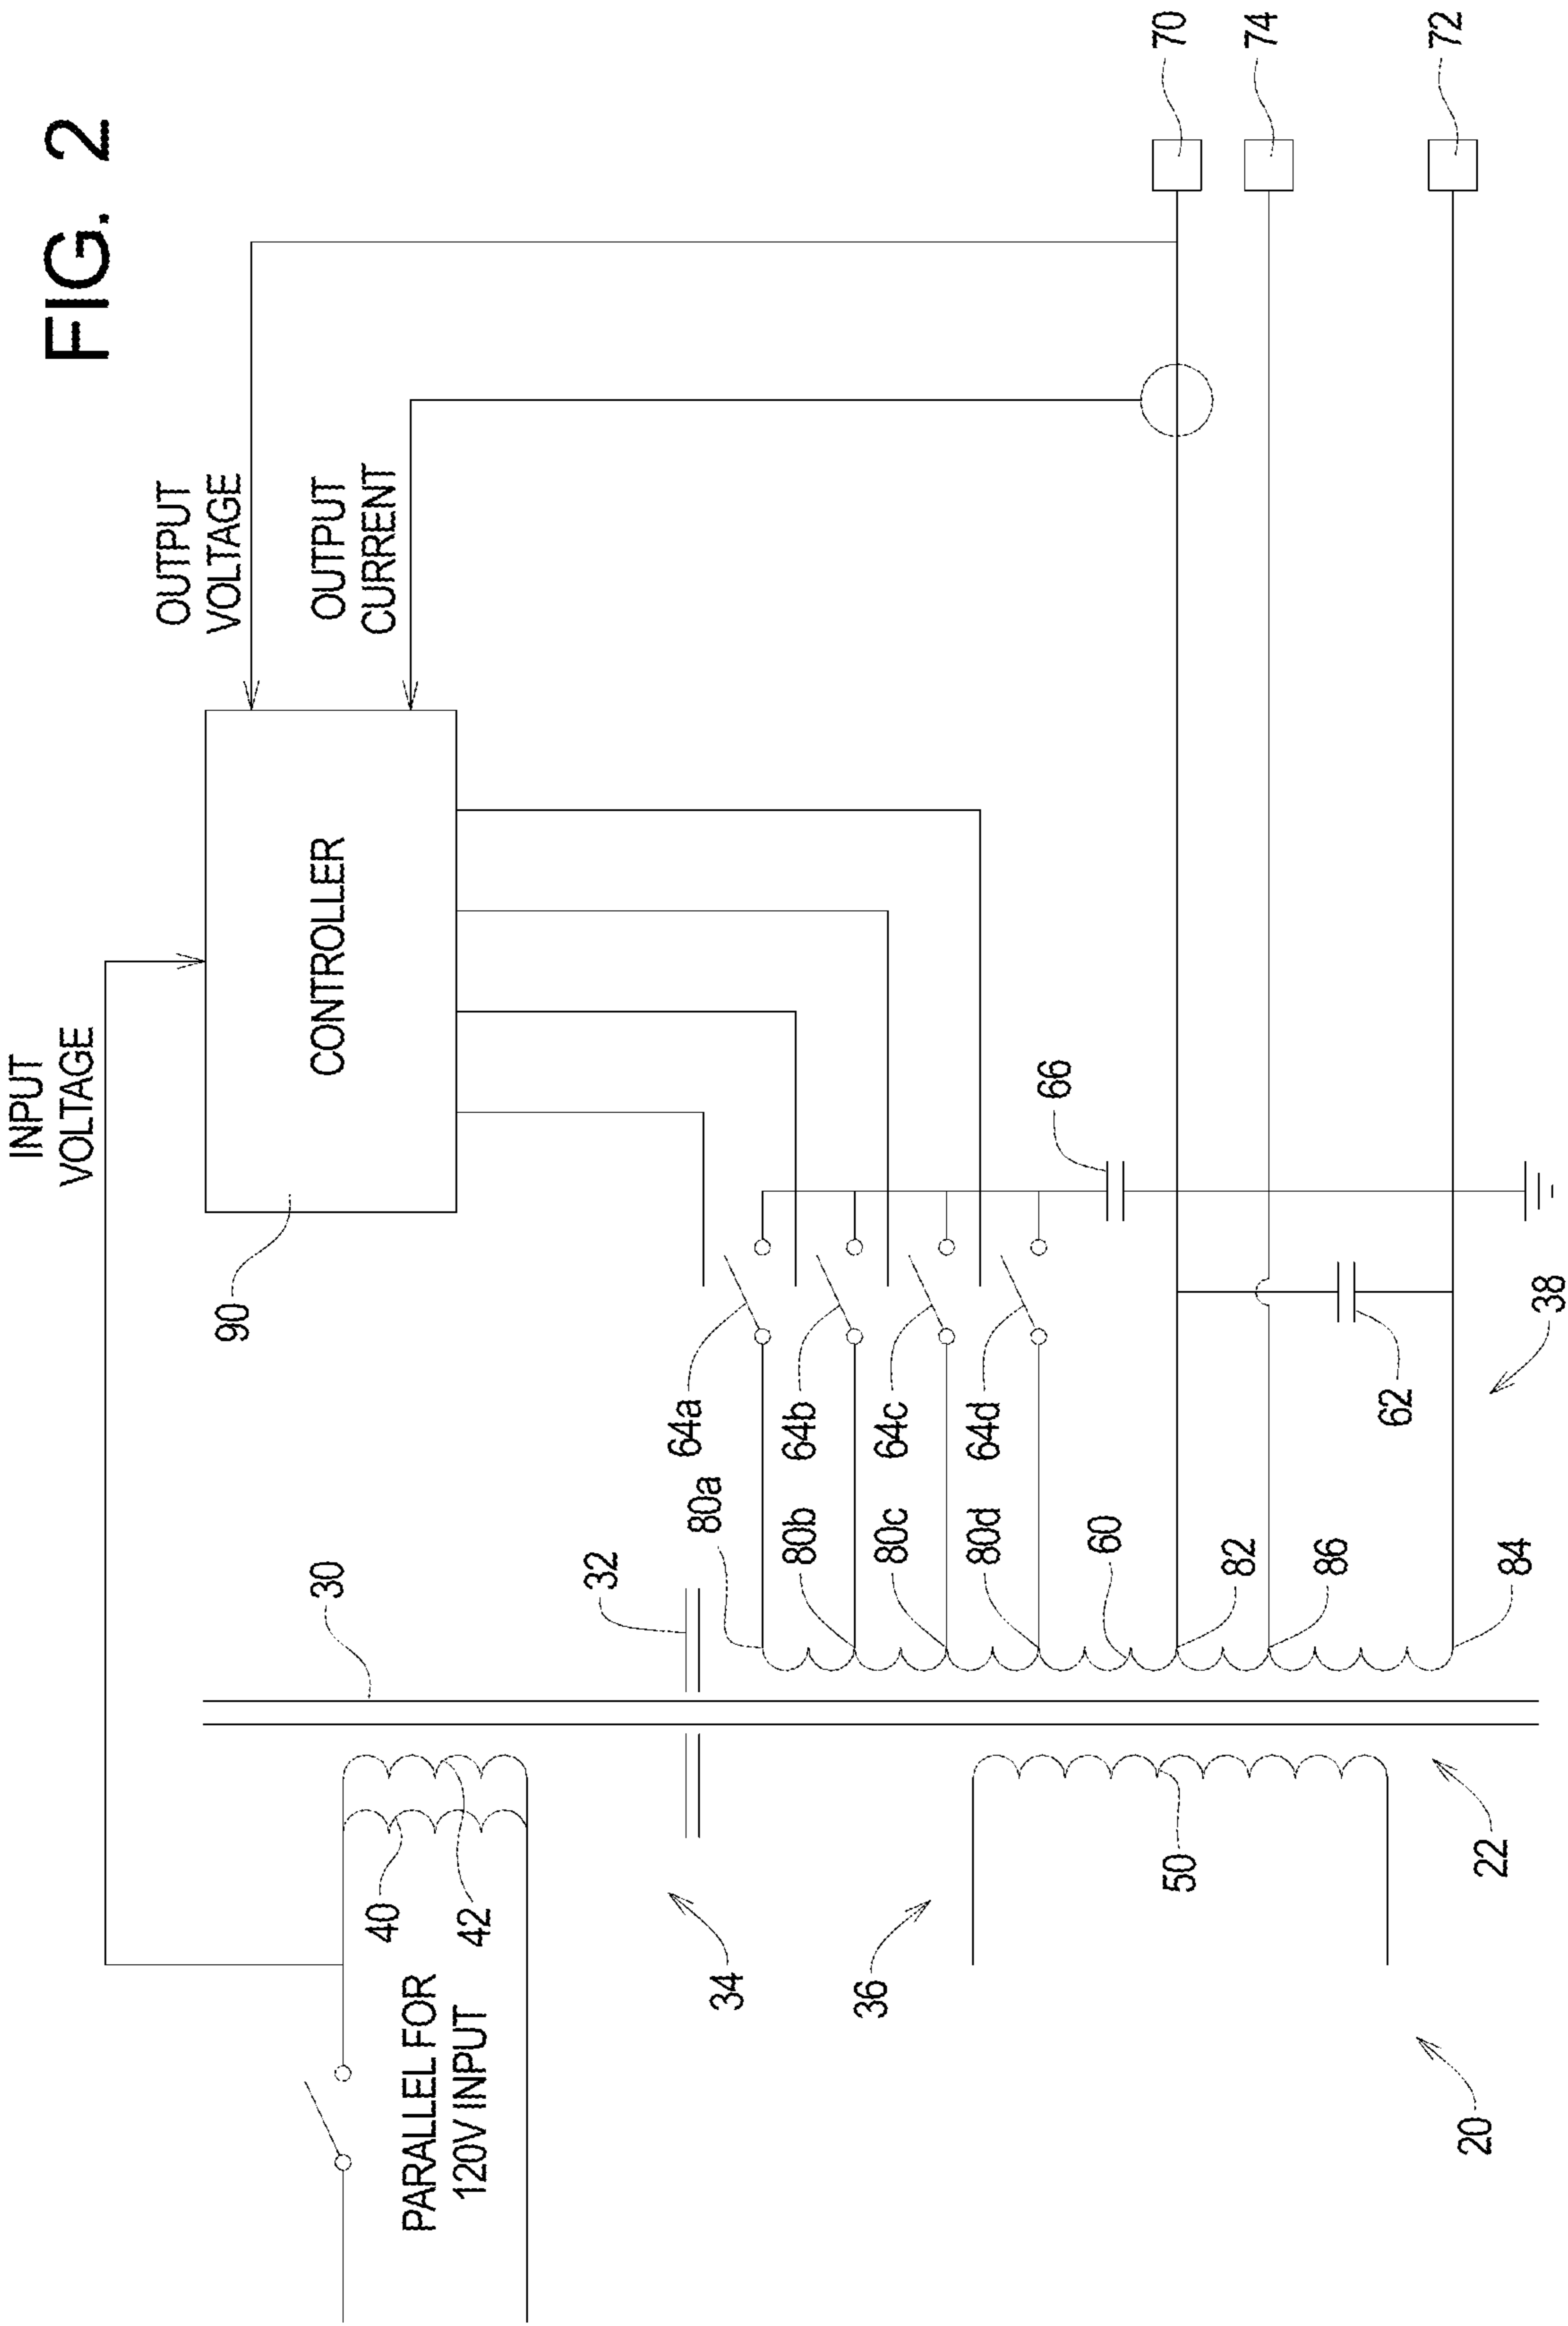 FIG. 2
INPUT
VOLTAGE
OUTPUT
VOLTAGE
OUTPUT
CURRENT
CONTROLLER
90
30
40
42
PARALLEL FOR
120V INPUT
32
34
36
80a
64a
80b
64b
80c
64c
80d
64d
66
60
50
82
86
84
62
38
22
20
70
74
72